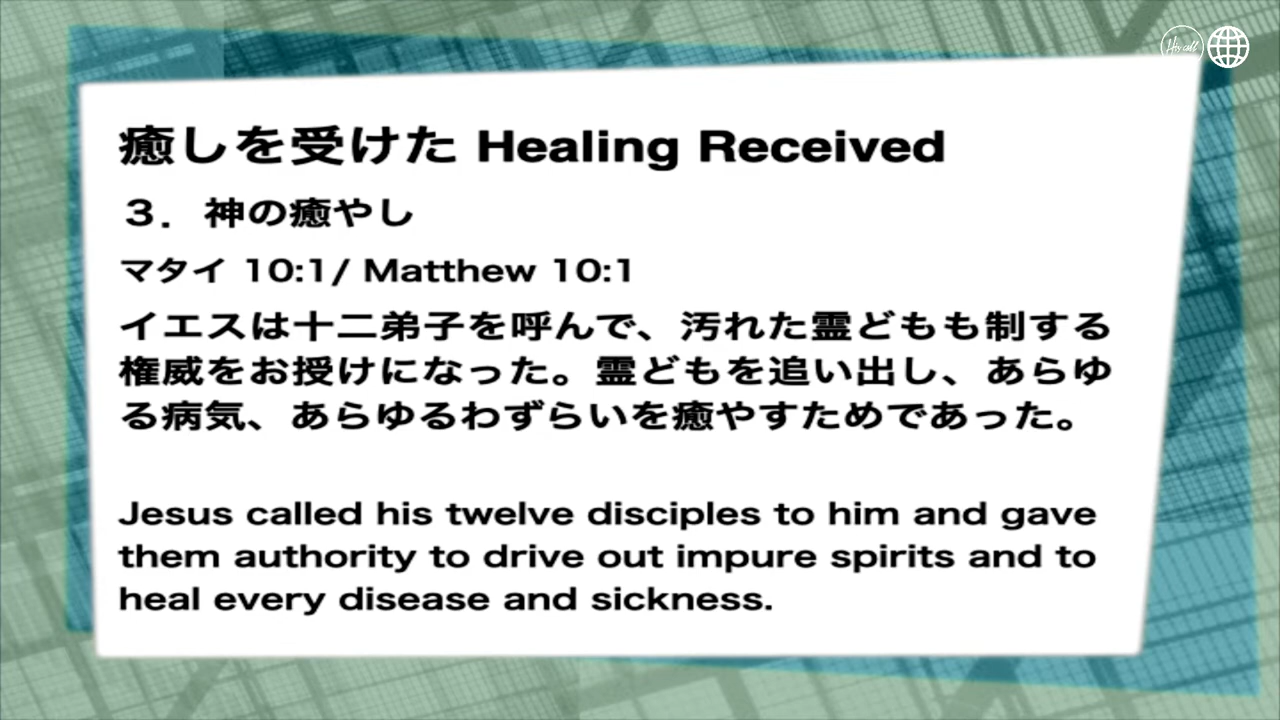 His call
癒しを受けた Healing Received
３．神の癒やし
マタイ 10:1/ Matthew 10:1
イエスは十二弟子を呼んで、汚れた霊どもも制する
権威をお授けになった。霊どもを追い出し、あらゆ
る病気、あらゆるわずらいを癒やすためであった。
Jesus called his twelve disciples to him and gave
them authority to drive out impure spirits and to
heal every disease and sickness.